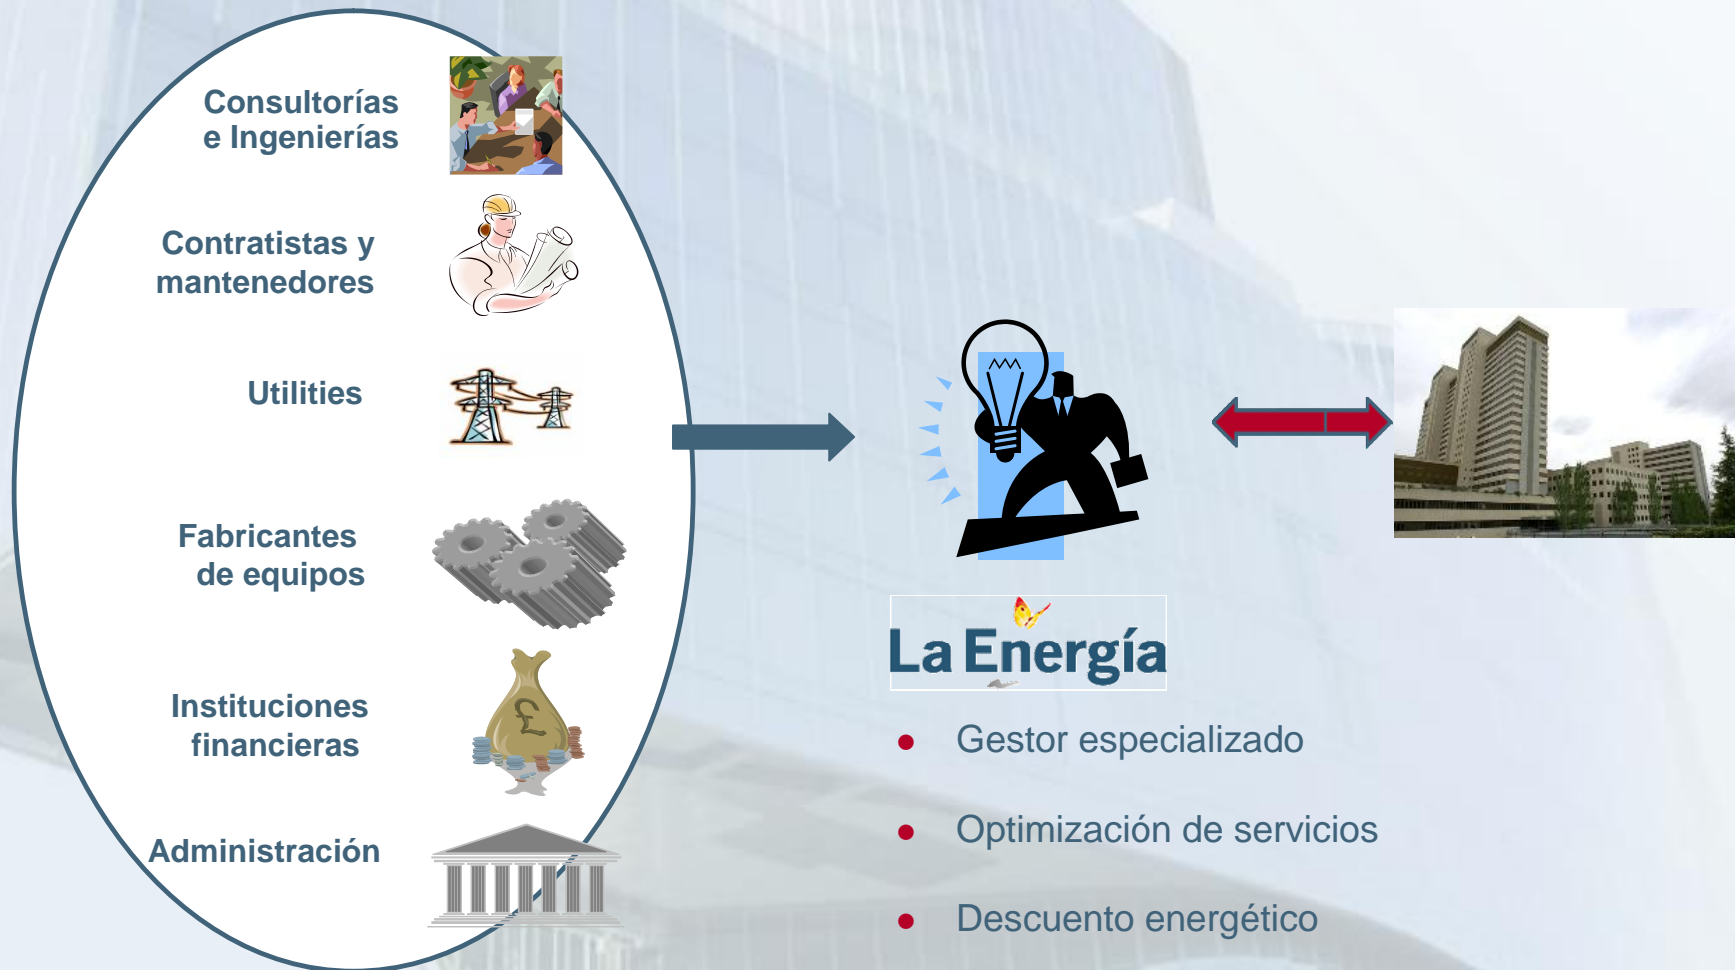 Consultorías
e Ingenierías
Contratistas y
mantenedores
Utilities
Fabricantes
de equipos
Instituciones
financieras
£
Administración
La Energía
● Gestor especializado
● Optimización de servicios
● Descuento energético